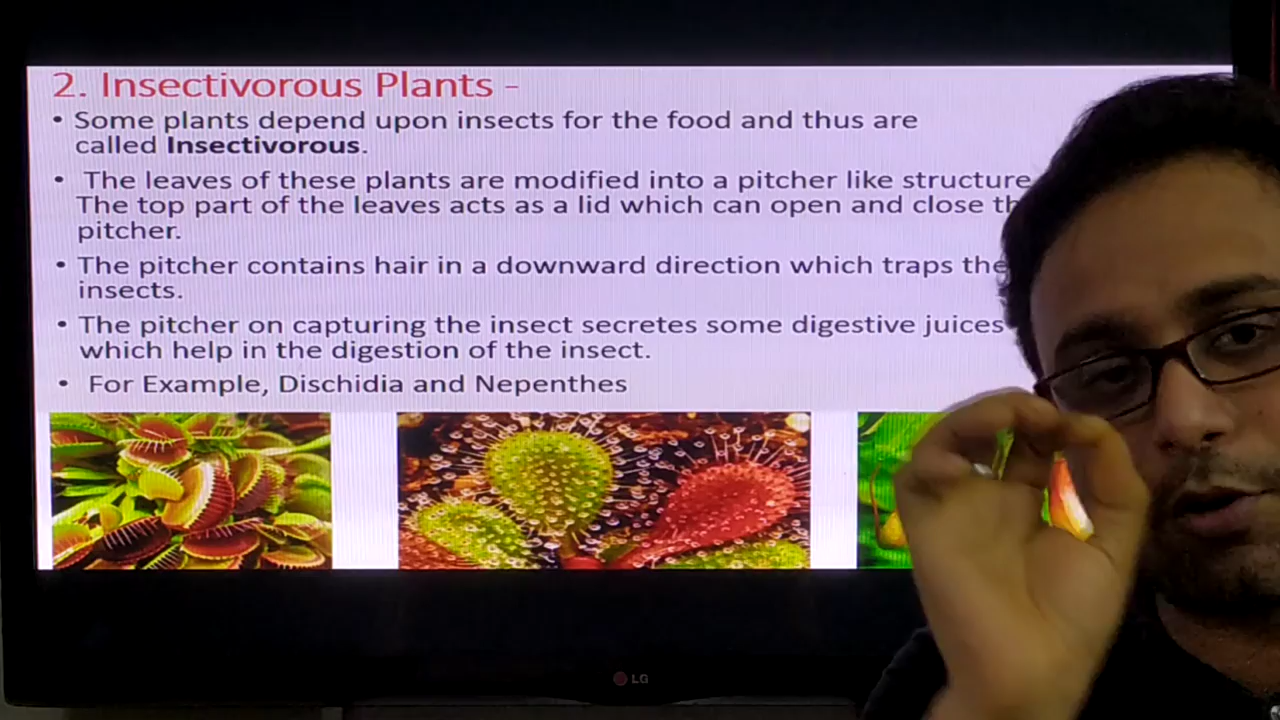 2. Insectivorous Plants -
• Some plants depend upon insects for the food and thus are
called Insectivorous.
• The leaves of these plants are modified into a pitcher like structure
The top part of the leaves acts as a lid which can open and close
pitcher.
• The pitcher contains hair in a downward direction which traps the
insects.
• The pitcher on capturing the insect secretes some digestive juices
which help in the digestion of the insect.
• For Example, Dischidia and Nepenthes
LG